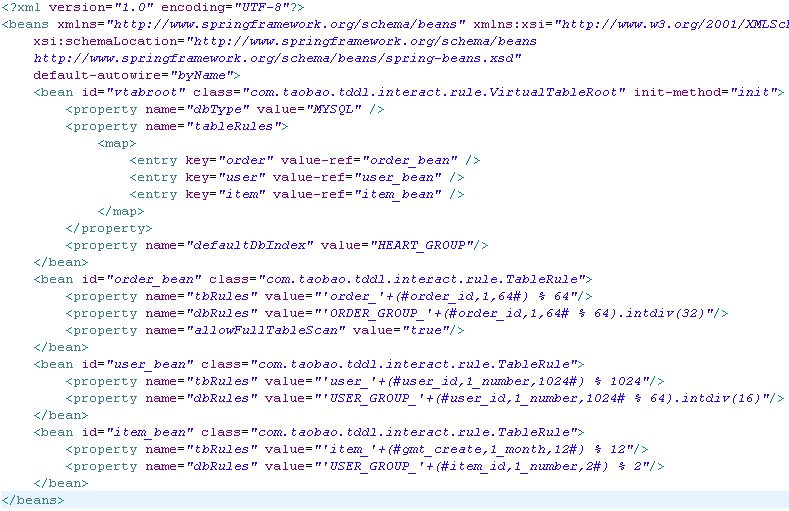 <?xml version="1.0" encoding="UTF-8"?>
<beans xmlns="http://www.springframework.org/schema/beans" xmlns:xsi="http://www.w3.org/2001/XMLScl
xsi:schemaLocation="http://www.springframework.org/schema/beans
http://www.springframework.org/schema/beans/spring-beans.xsd"
default-autowire="byName">
<bean id="vtabroot" class="com.taobao.tddl.interact.rule.VirtualTableRoot" init-method="init">
<property name="dbType" value="MYSQL" />
<property name="tableRules">
<map>
<entry key="order" value-ref="order_bean" />
<entry key="user" value-ref="user_bean" />
<entry key="item" value-ref="item_bean" />
</map>
</property>
<property name="defaultDbIndex" value="HEART_GROUP"/>
</bean>
<bean id="order_bean" class="com.taobao.tddl.interact.rule.TableRule">
<property name="tbRules" value="'order_'+(#order_id,1,64#) % 64"/>
<property name="dbRules" value="'ORDER_GROUP_'+(#order_id,1,64# % 64).intdiv(32)"/>
<property name="allowFullTableScan" value="true"/>
</bean>
<bean id="user_bean" class="com.taobao.tddl.interact.rule.TableRule">
<property name="tbRules" value="'user_'+(#user_id,1_number,1024#) % 1024"/>
<property name="dbRules" value="'USER_GROUP_'+(#user_id,1_number,1024# % 64).intdiv(16)"/>
</bean>
<bean id="item_bean" class="com.taobao.tddl.interact.rule.TableRule">
<property name="tbRules" value="'item_'+(#gmt_create,1_month,12#) % 12"/>
<property name="dbRules" value="'USER_GROUP_'+(#item_id,1_number,2#) % 2"/>
</bean>
</beans>